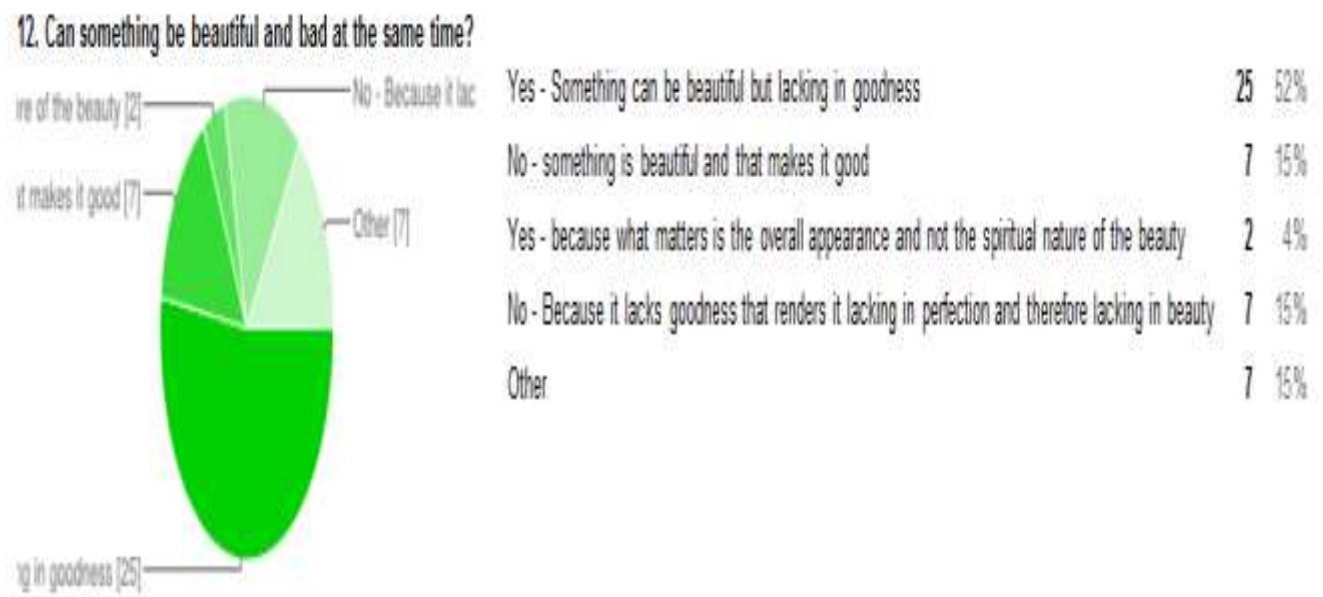 12. Can something be beautiful and bad at the same time?
re of the beauty [2]
No - Because it lac
t makes it good [7]
Other [7]
g in goodness [25]
Yes - Something can be beautiful but lacking in goodness 25 52%
No - something is beautiful and that makes it good 7 15%
Yes - because what matters is the overall appearance and not the spiritual nature of the beauty 2 4%
No - Because it lacks goodness that renders it lacking in perfection and therefore lacking in beauty 7 15%
Other 7 15%